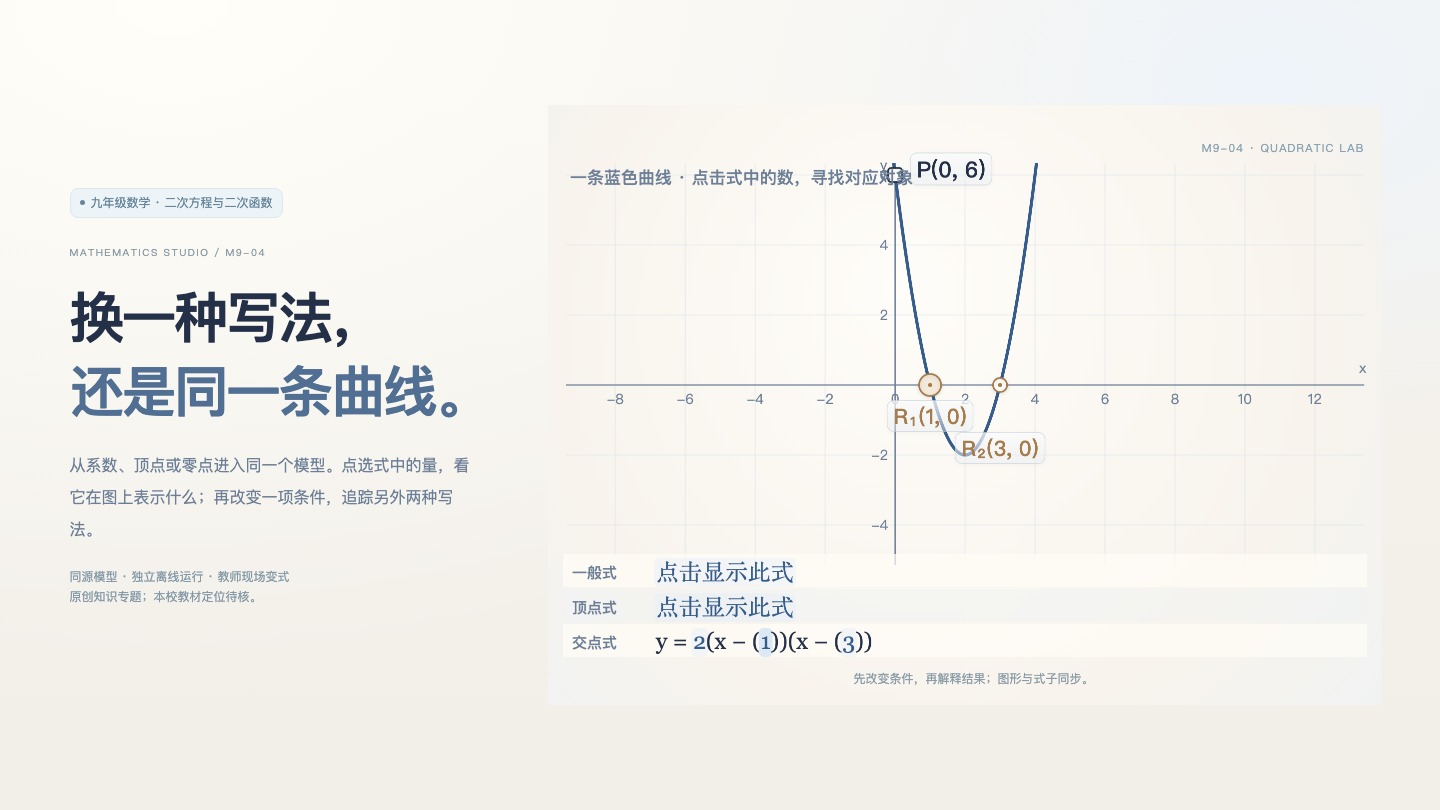 九年级数学 · 二次方程与二次函数
MATHEMATICS STUDIO / M9–04
换一种写法，
还是同一条曲线。
从系数、顶点或零点进入同一个模型。点选式中的量，看
它在图上表示什么；再改变一项条件，追踪另外两种写
法。
同源模型 · 独立离线运行 · 教师现场变式
原创知识专题；本校教材定位待核。
M9–04 · QUADRATIC LAB
一条蓝色曲线 · 点击式中的数，寻找对应对象
y
P(0, 6)
4
2
x
−8 −6 −4 −2 0 2 4 6 8 10 12
R₁(1, 0)
R₂(3, 0)
−2
−4
一般式 点击显示此式
顶点式 点击显示此式
交点式 y = 2(x − (1))(x − (3))
先改变条件，再解释结果；图形与式子同步。